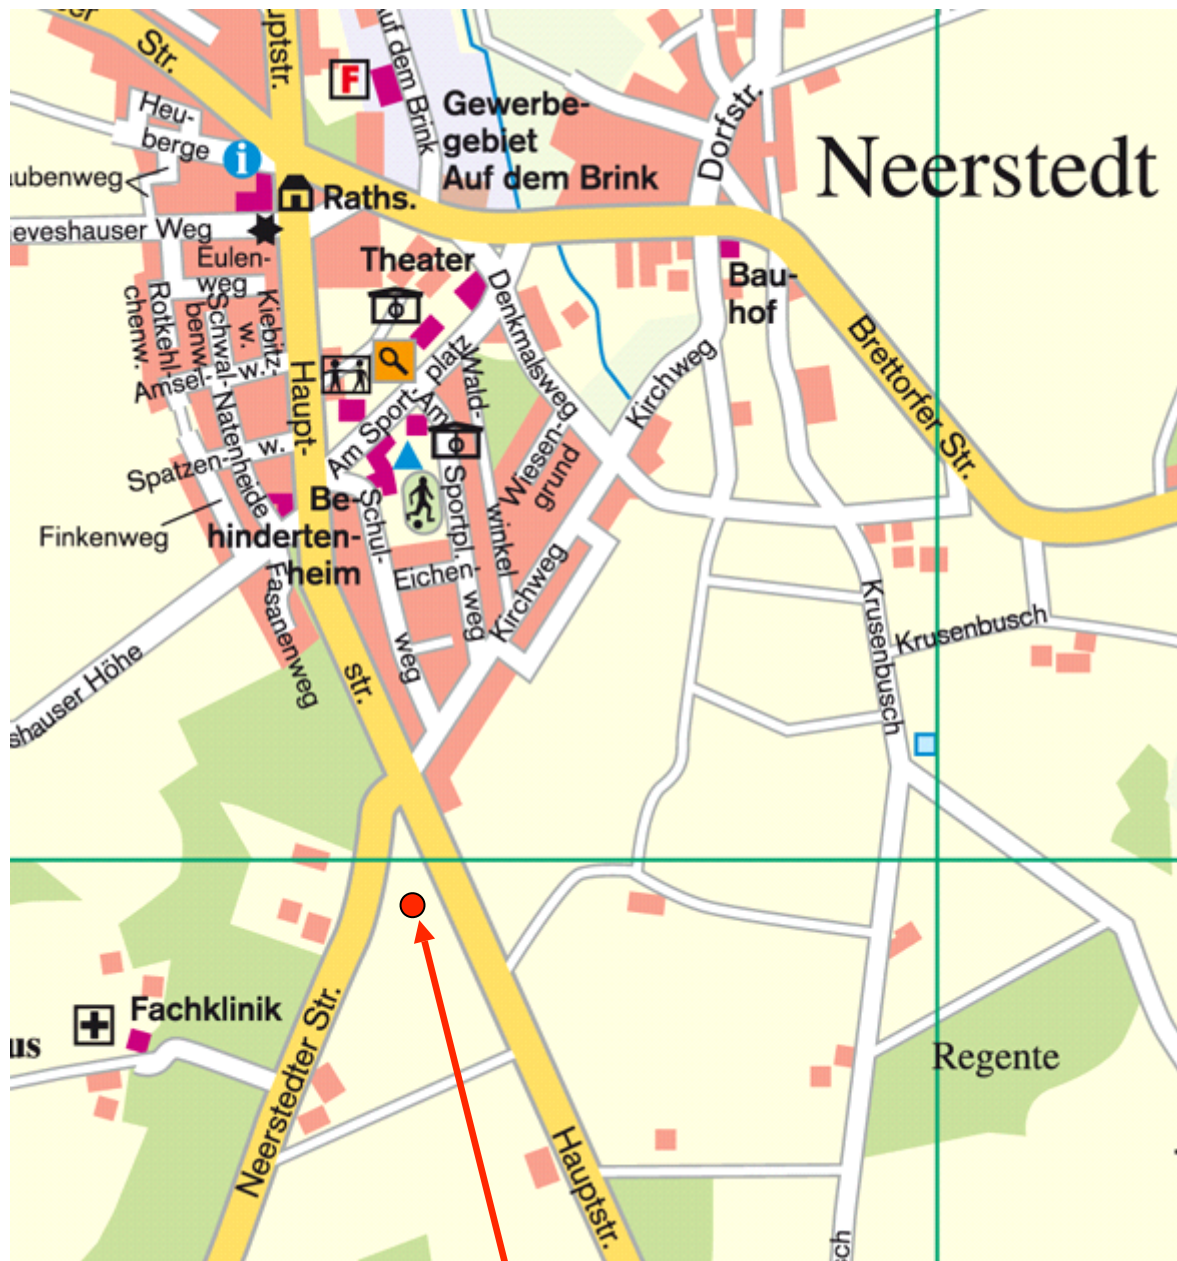 Str.
uptstr.
F
uf dem Brink
Gewerbe-
gebiet
Auf dem Brink
Dorfstr.
Neerstedt
Heu-
berge
i
ubenweg
Raths.
eveshauser Weg
Eulen-
weg
Theater
Bau-
hof
Rotkehl-
chenw.
Schwal-
benw.
Kiebitz-
w.
Amsel-
w.
Haupt-
Denkmalsweg
Kirchweg
Brettorfer Str.
Am Sport-
platz
Wald-
winkel
Am
Sportpl.
Wiesen-
grund
Natenheide
Spatzen-
w.
Finkenweg
Be-
hinderten-
heim
Schul-
weg
Eichen-
weg
Kirchweg
Fasanenweg
shauser Höhe
str.
Krusenbusch
Krusenbusch
Fachklinik
us
Neerstedter Str.
Regente
Hauptstr.
ch